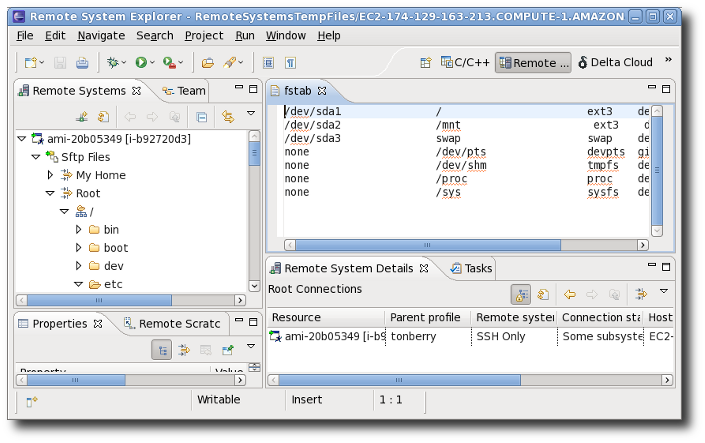 Remote System Explorer - RemoteSystemsTempFiles/EC2-174-129-163-213.COMPUTE-1.AMAZON
File Edit Navigate Search Project Run Window Help
C/C++ Remote ... Delta Cloud »
Remote Systems Team
ami-20b05349 [i-b92720d3]
Sftp Files
My Home
Root
/
bin
boot
dev
etc
Properties Remote Scratc
Property Value
fstab
/dev/sda1 / ext3 de
/dev/sda2 /mnt ext3 d
/dev/sda3 swap swap de
none /dev/pts devpts gi
none /dev/shm tmpfs de
none /proc proc de
none /sys sysfs de
Remote System Details Tasks
Root Connections
Resource Parent profile Remote system Connection sta Host
ami-20b05349 [i-b9 tonberry SSH Only Some subsyste EC2-
Writable Insert 1 : 1